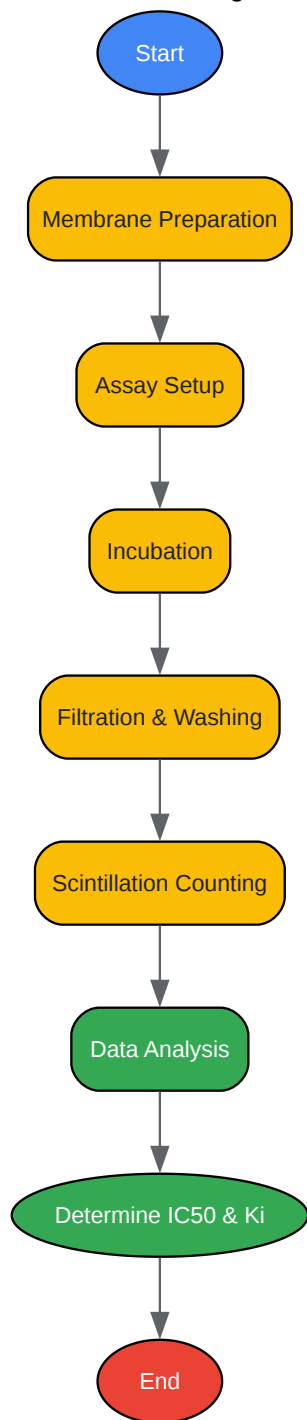 Start
Membrane Preparation
Assay Setup
Incubation
Filtration & Washing
Scintillation Counting
Data Analysis
Determine IC50 & Ki
End